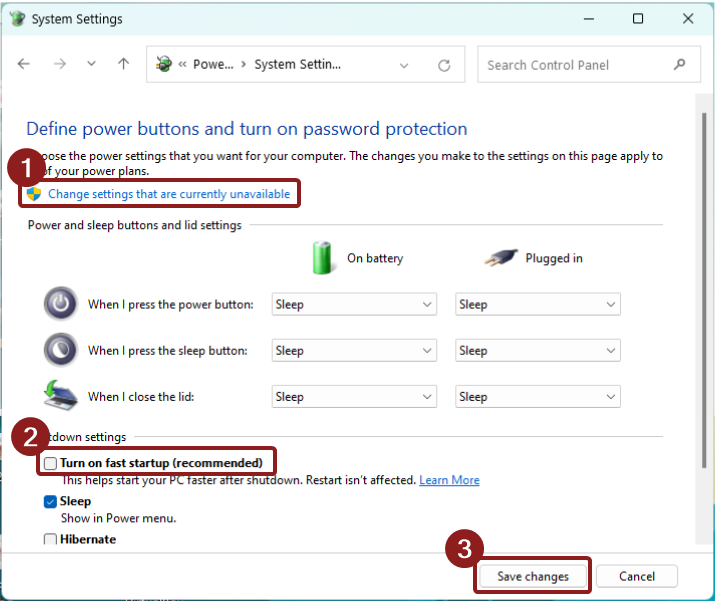 System Settings
« Powe... › System Settin...
Search Control Panel
Define power buttons and turn on password protection
oose the power settings that you want for your computer. The changes you make to the settings on this page apply to
1
of your power plans.
Change settings that are currently unavailable
Power and sleep buttons and lid settings
On battery
Plugged in
When I press the power button:
Sleep
Sleep
When I press the sleep button:
Sleep
Sleep
When I close the lid:
Sleep
Sleep
2
down settings
Turn on fast startup (recommended)
This helps start your PC faster after shutdown. Restart isn't affected. Learn More
Sleep
Show in Power menu.
Hibernate
3
Save changes
Cancel